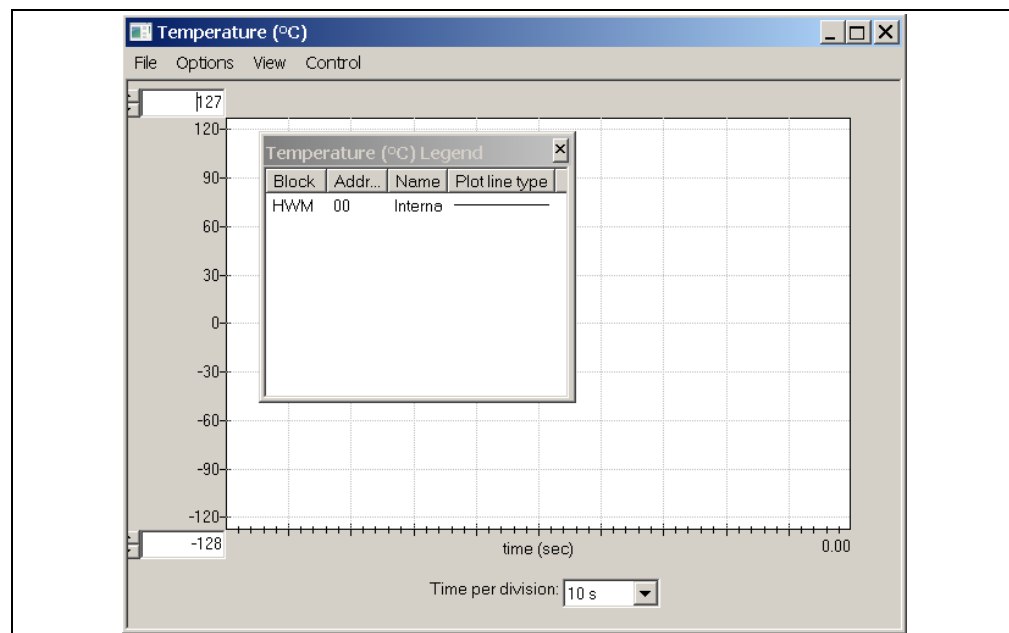 Temperature (°C)
File Options View Control
127
120
Temperature (°C) Legend
90
Block Addr... Name Plot line type
HWM 00 Interna
60
30
0
-30
-60
-90
-120
-128
time (sec) 0.00
Time per division: 10 s